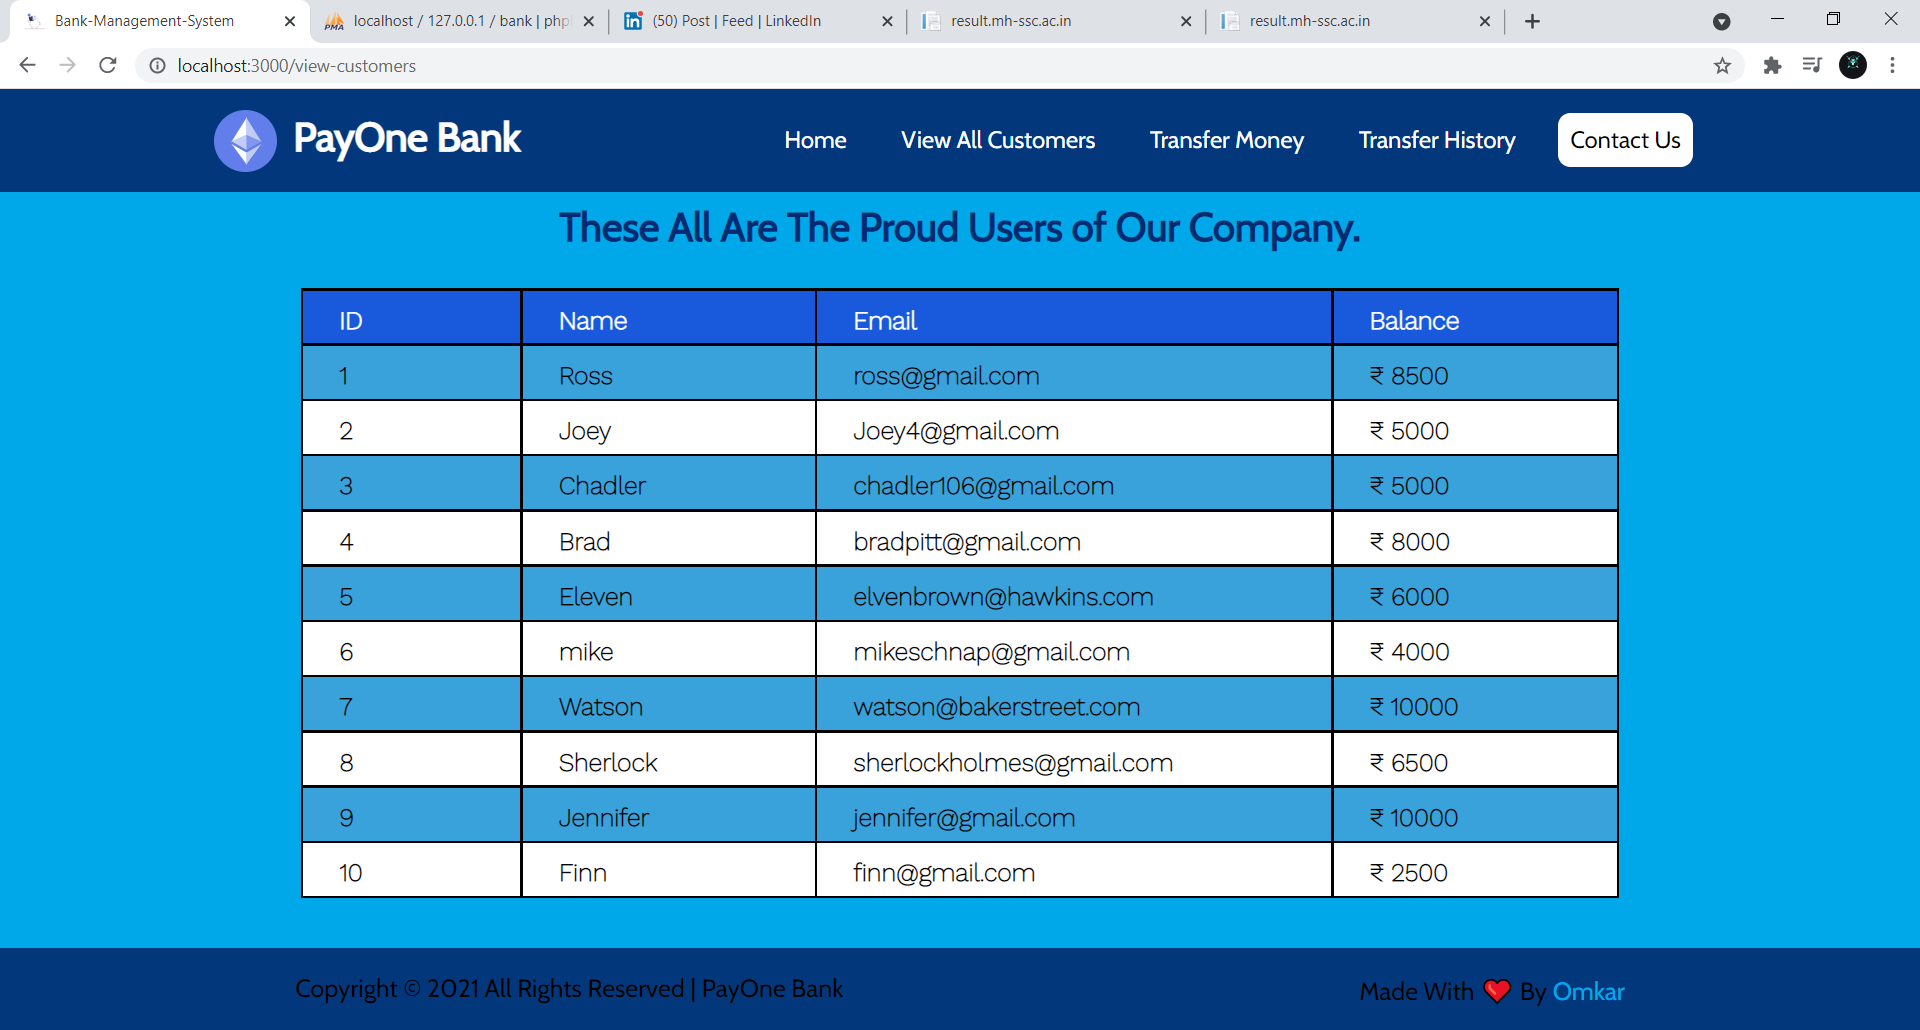 Bank-Management-System
localhost / 127.0.0.1 / bank | php
(50) Post | Feed | LinkedIn
result.mh-ssc.ac.in
result.mh-ssc.ac.in
localhost:3000/view-customers
PayOne Bank
Home View All Customers Transfer Money Transfer History Contact Us
These All Are The Proud Users of Our Company.
ID Name Email Balance
1 Ross ross@gmail.com ₹ 8500
2 Joey Joey4@gmail.com ₹ 5000
3 Chadler chadler106@gmail.com ₹ 5000
4 Brad bradpitt@gmail.com ₹ 8000
5 Eleven elvenbrown@hawkins.com ₹ 6000
6 mike mikeschnap@gmail.com ₹ 4000
7 Watson watson@bakerstreet.com ₹ 10000
8 Sherlock sherlockholmes@gmail.com ₹ 6500
9 Jennifer jennifer@gmail.com ₹ 10000
10 Finn finn@gmail.com ₹ 2500
Copyright © 2021 All Rights Reserved | PayOne Bank
Made With ❤️ By Omkar